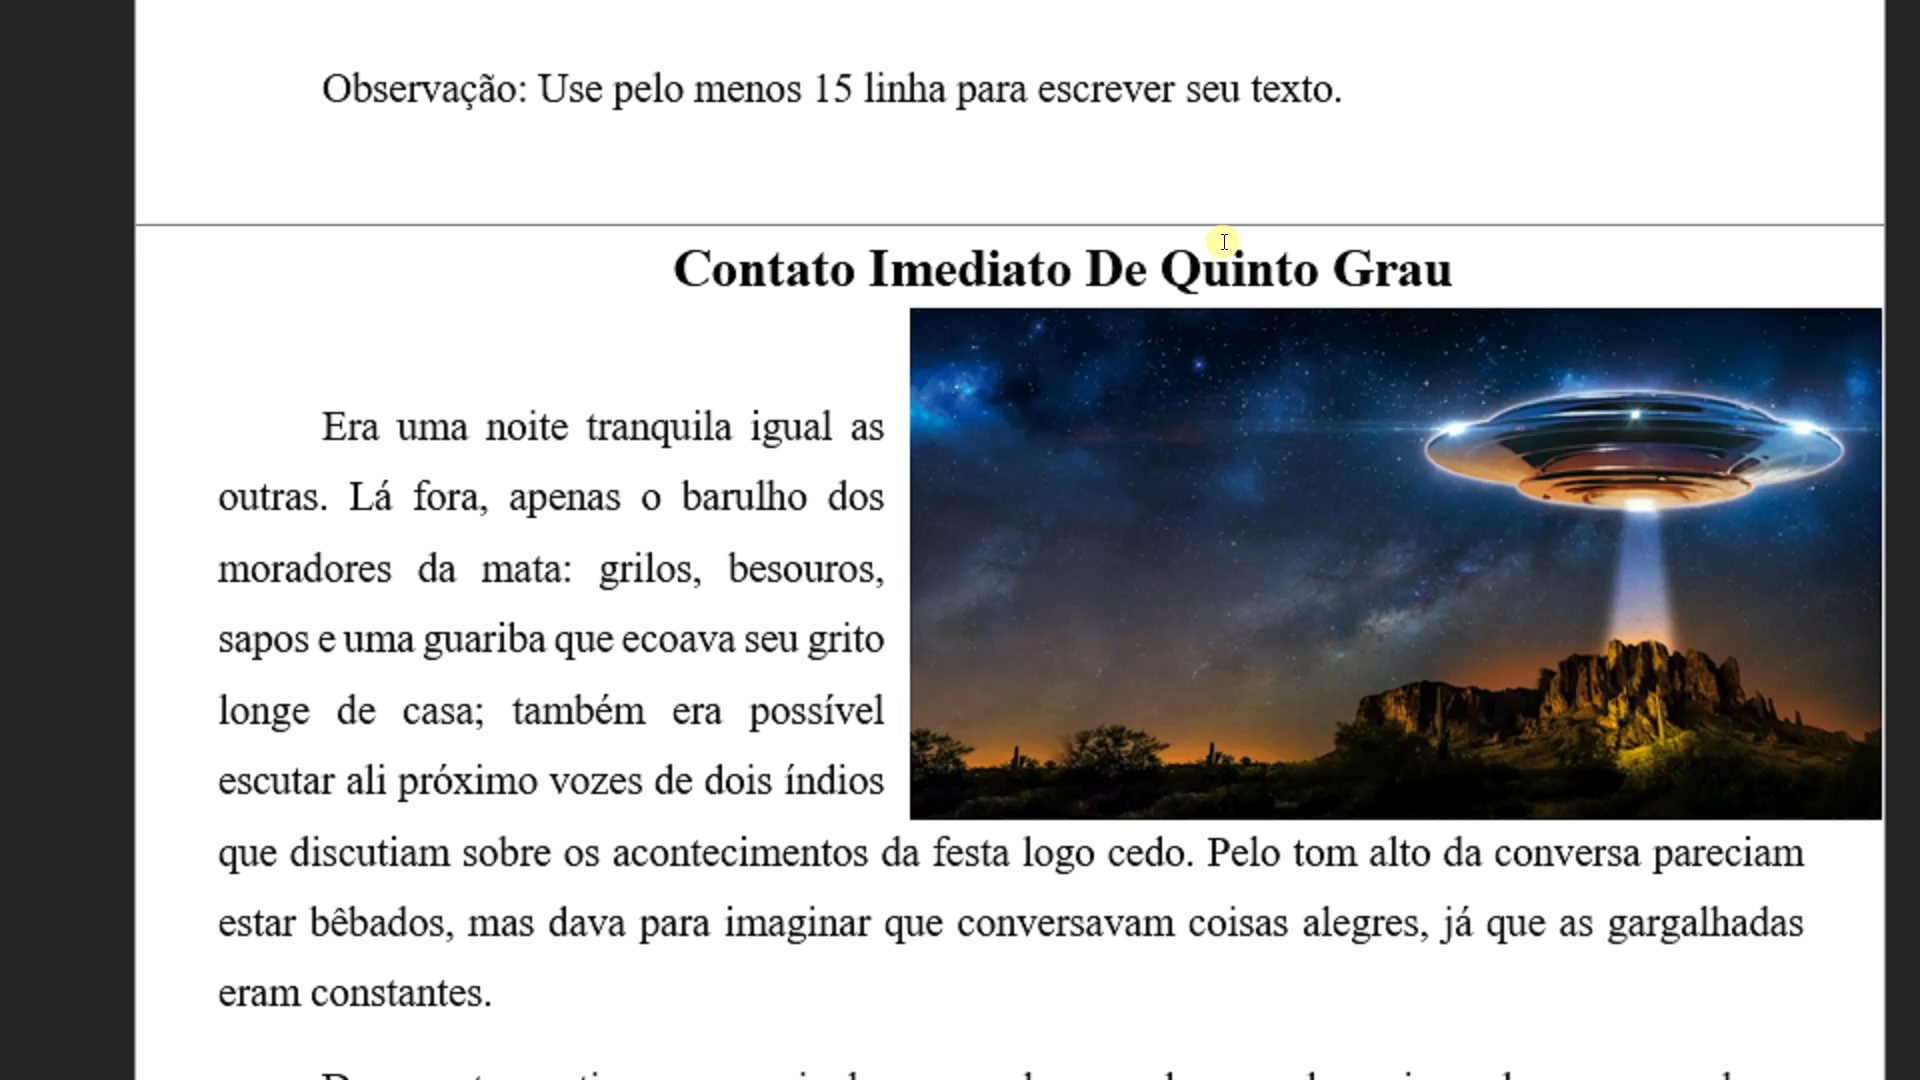 Observação: Use pelo menos 15 linha para escrever seu texto.
Contato Imediato De Quinto Grau
Era uma noite tranquila igual as
outras. Lá fora, apenas o barulho dos
moradores da mata: grilos, besouros,
sapos e uma guariba que ecoava seu grito
longe de casa; também era possível
escutar ali próximo vozes de dois índios
que discutiam sobre os acontecimentos da festa logo cedo. Pelo tom alto da conversa pareciam
estar bêbados, mas dava para imaginar que conversavam coisas alegres, já que as gargalhadas
eram constantes.